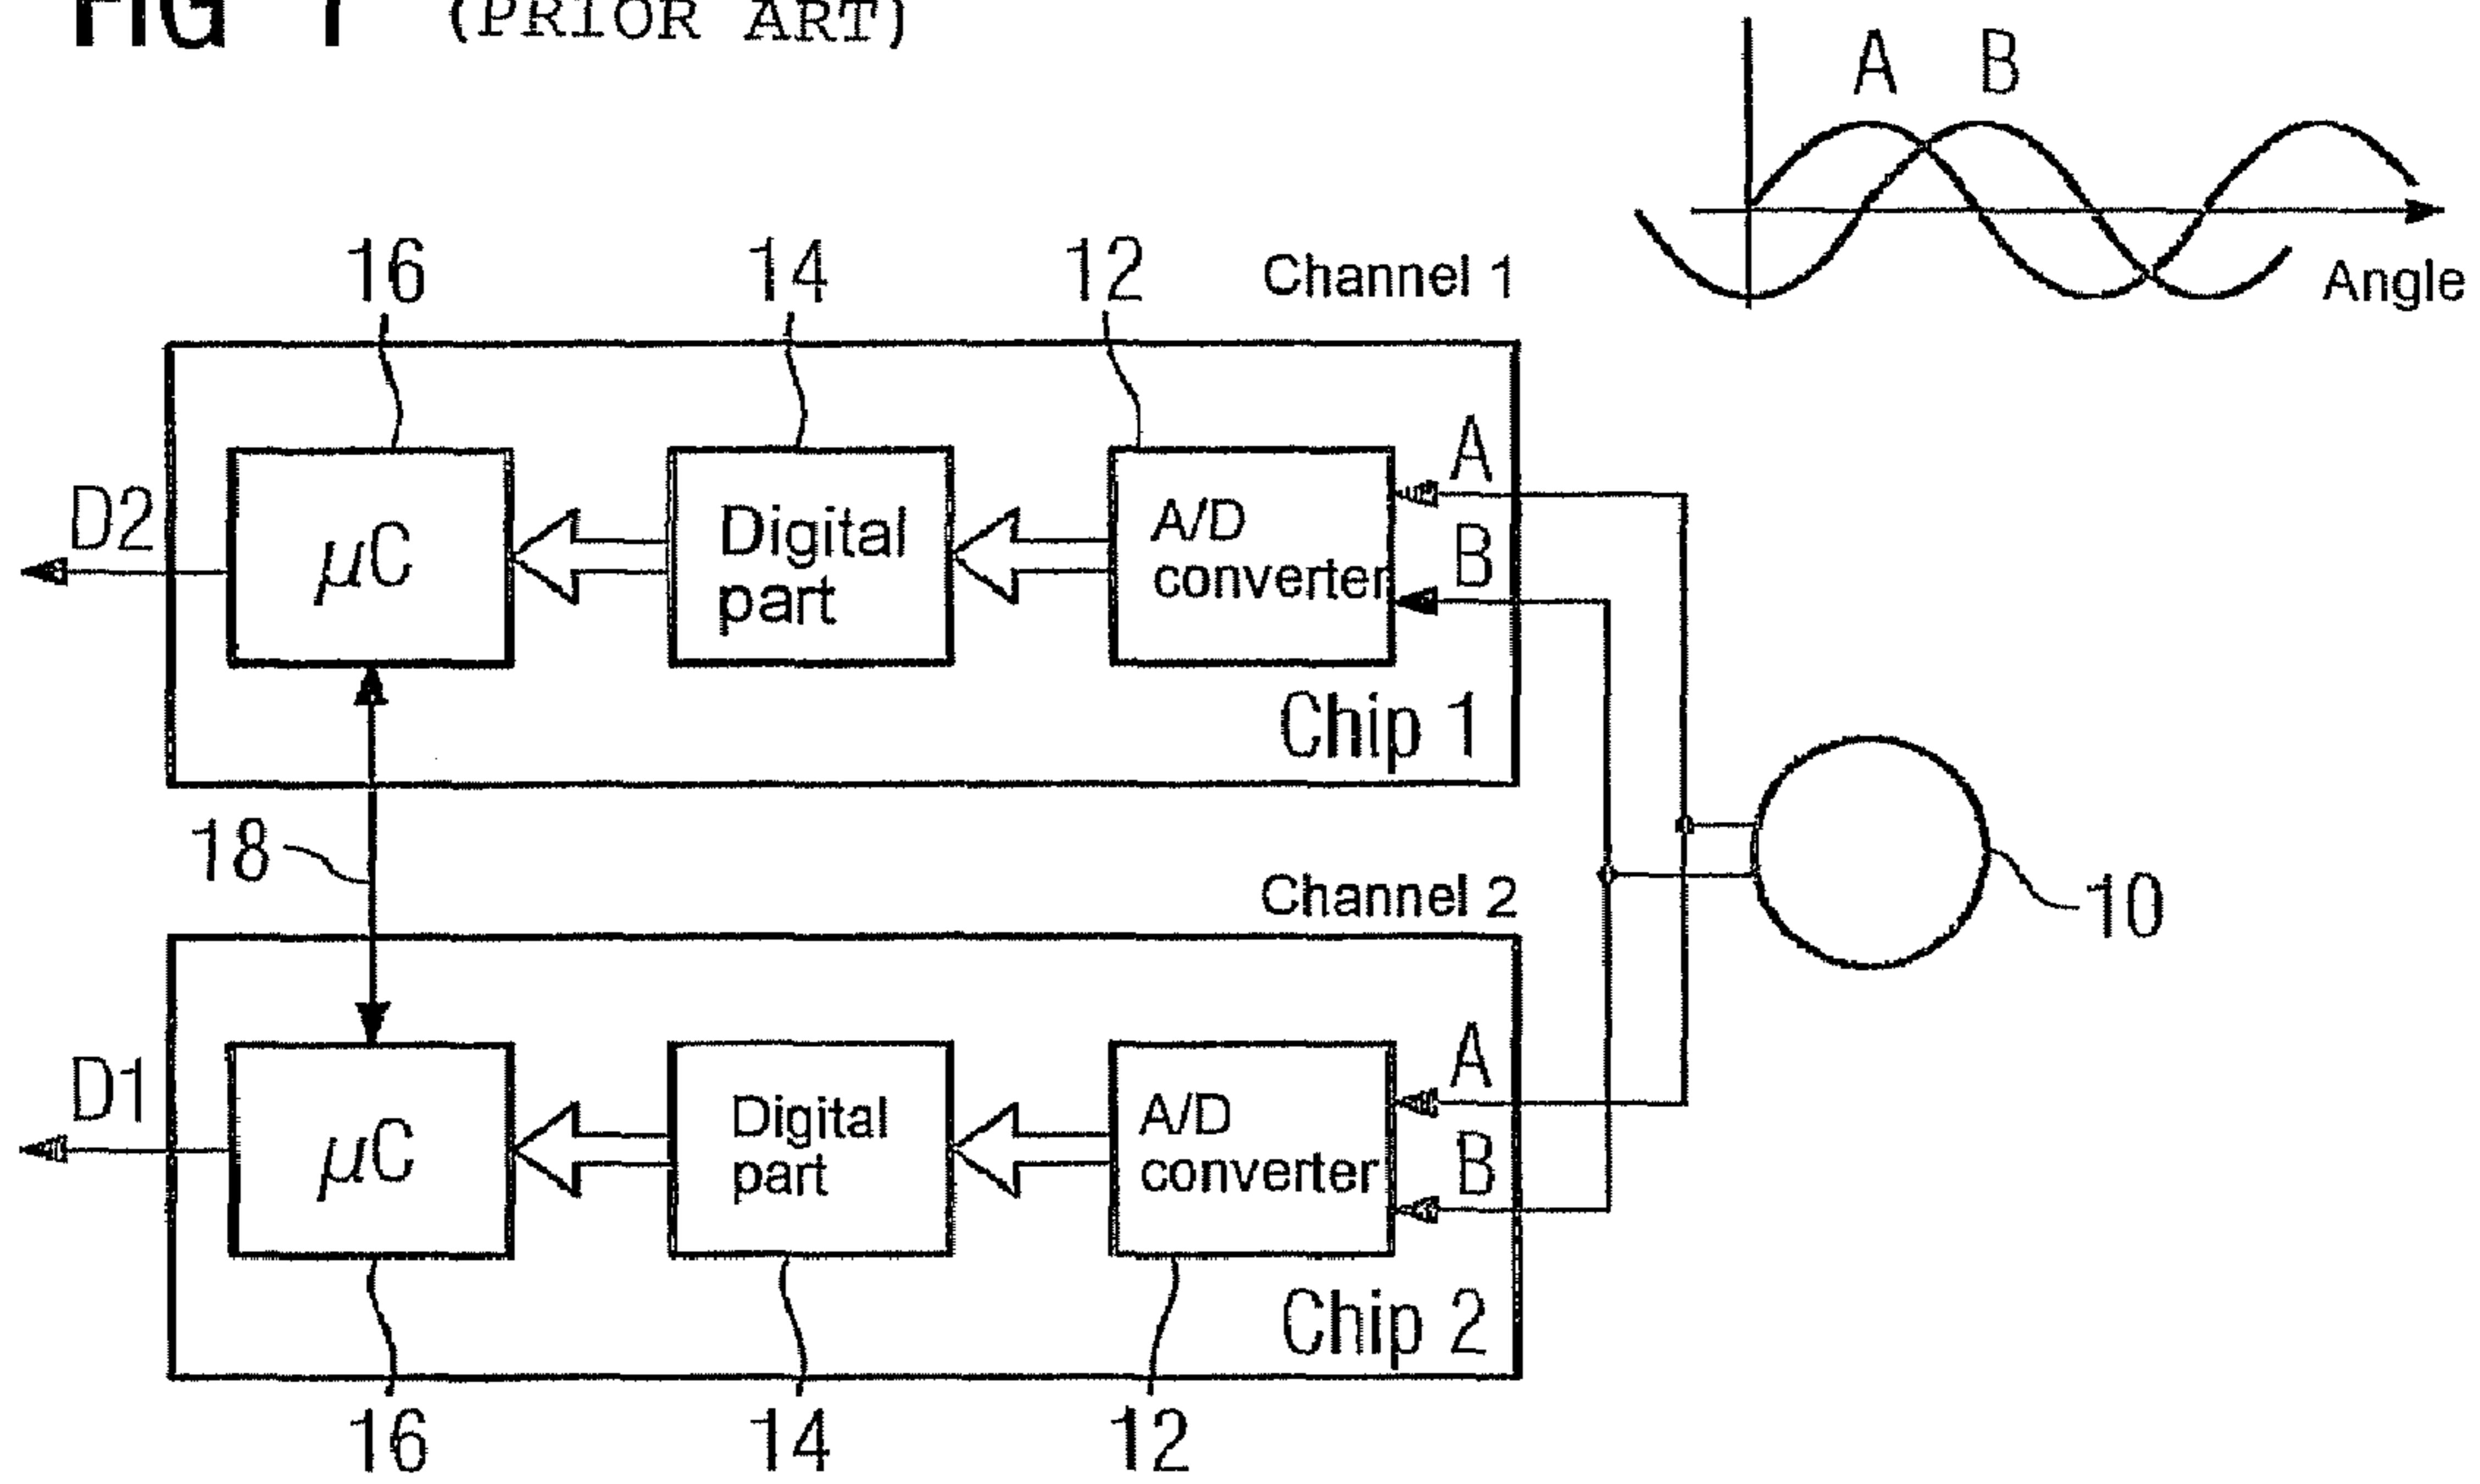 FIG 1 (PRIOR ART)
A B
Angle
16 14 12 Channel 1
D2
µC
Digital
part
A/D
converter
A
B
Chip 1
18
Channel 2
10
D1
µC
Digital
part
A/D
converter
A
B
Chip 2
16 14 12